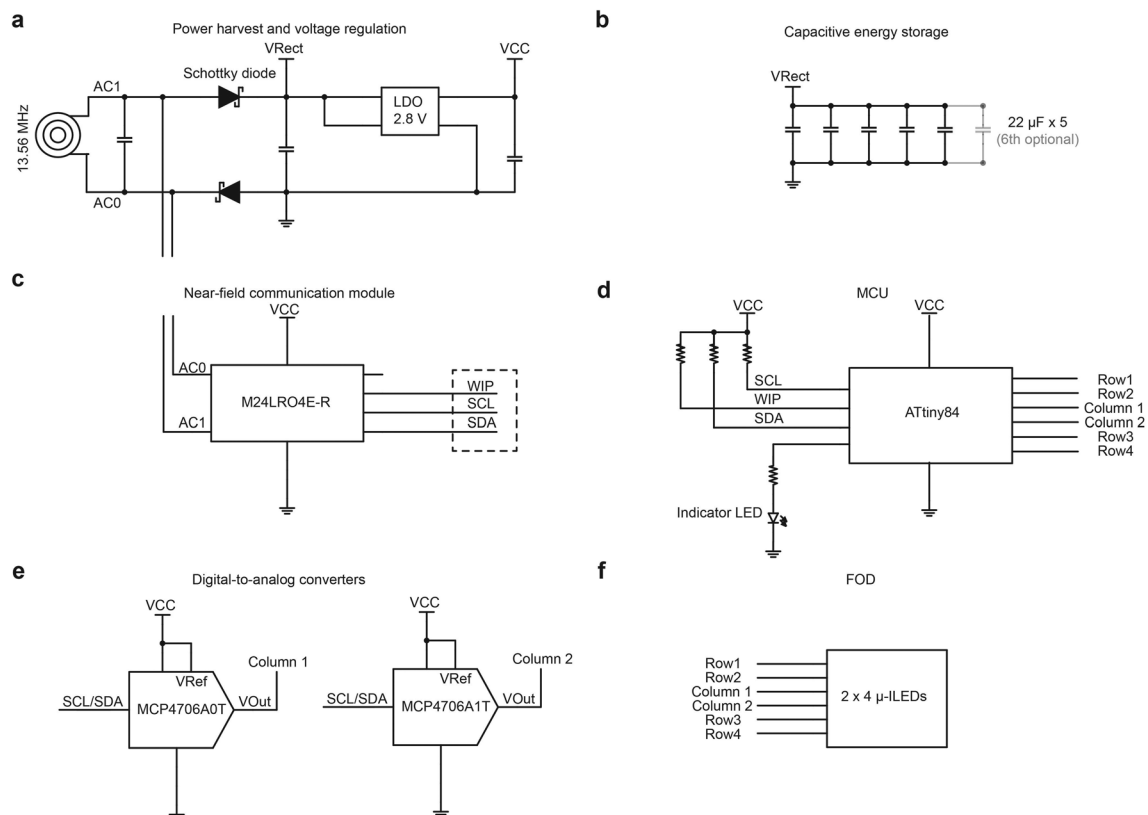 a
Power harvest and voltage regulation
VRect
VCC
Schottky diode
AC1
LDO
2.8 V
13.56 MHz
AC0
b
Capacitive energy storage
VRect
22 µF x 5
(6th optional)
c
Near-field communication module
VCC
AC0
M24LRO4E-R
WIP
SCL
AC1
SDA
d
MCU
VCC
VCC
SCL
WIP
SDA
ATtiny84
Row1
Row2
Column 1
Column 2
Row3
Row4
Indicator LED
e
Digital-to-analog converters
VCC
Column 1
VRef
SCL/SDA
MCP4706A0T
VOut
VCC
Column 2
VRef
SCL/SDA
MCP4706A1T
VOut
f
FOD
Row1
Row2
Column 1
Column 2
Row3
Row4
2 x 4 µ-ILEDs